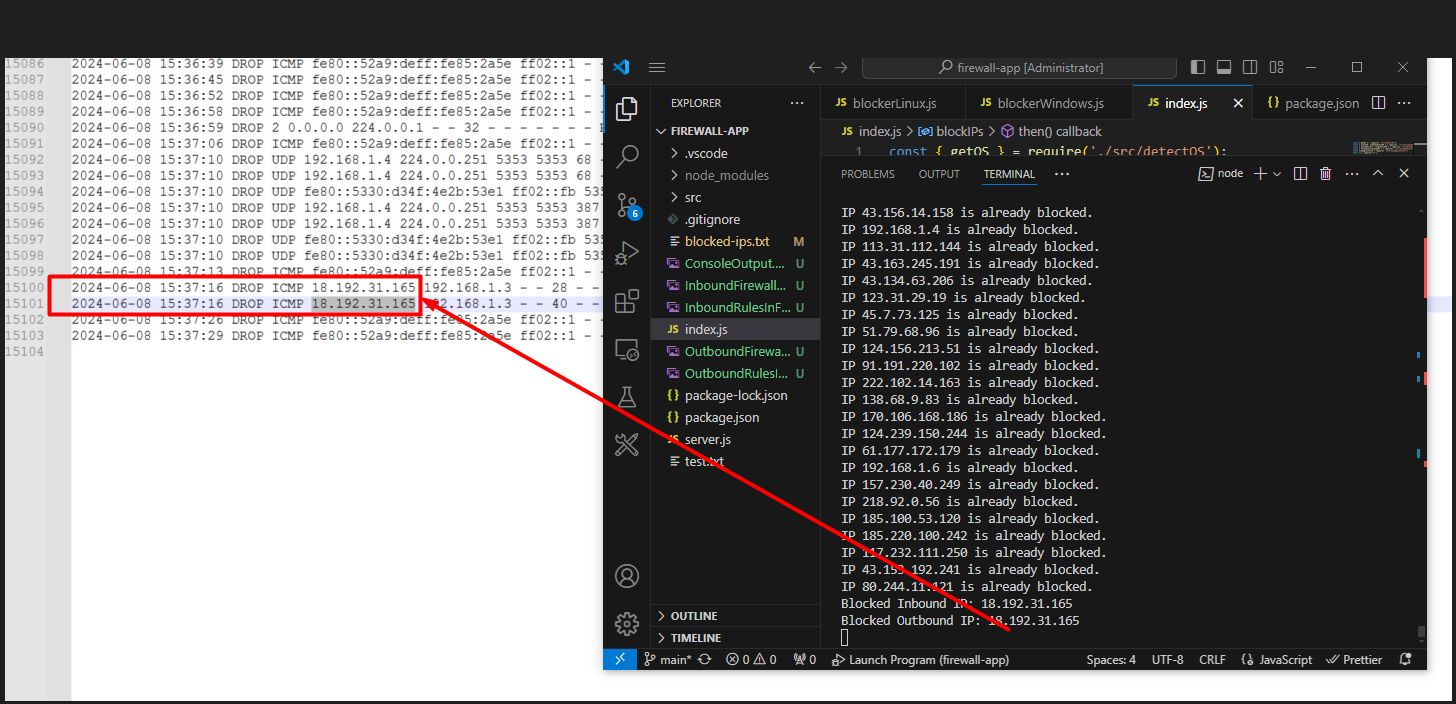 15086 2024-06-08 15:36:39 DROP ICMP fe80::52a9:deff:fe85:2a5e ff02::1 - -
15087 2024-06-08 15:36:45 DROP ICMP fe80::52a9:deff:fe85:2a5e ff02::1 - -
15088 2024-06-08 15:36:52 DROP ICMP fe80::52a9:deff:fe85:2a5e ff02::1 - -
15089 2024-06-08 15:36:58 DROP ICMP fe80::52a9:deff:fe85:2a5e ff02::1 - -
15090 2024-06-08 15:36:59 DROP 2 0.0.0.0 224.0.0.1 - - 32 - - - - - - -
15091 2024-06-08 15:37:06 DROP ICMP fe80::52a9:deff:fe85:2a5e ff02::1 - -
15092 2024-06-08 15:37:10 DROP UDP 192.168.1.4 224.0.0.251 5353 5353 68 -
15093 2024-06-08 15:37:10 DROP UDP 192.168.1.4 224.0.0.251 5353 5353 68 -
15094 2024-06-08 15:37:10 DROP UDP fe80::5330:d34f:4e2b:53e1 ff02::fb 535
15095 2024-06-08 15:37:10 DROP UDP 192.168.1.4 224.0.0.251 5353 5353 387
15096 2024-06-08 15:37:10 DROP UDP 192.168.1.4 224.0.0.251 5353 5353 387
15097 2024-06-08 15:37:10 DROP UDP fe80::5330:d34f:4e2b:53e1 ff02::fb 535
15098 2024-06-08 15:37:10 DROP UDP fe80::5330:d34f:4e2b:53e1 ff02::fb 535
15099 2024-06-08 15:37:13 DROP ICMP fe80::52a9:deff:fe85:2a5e ff02::1 - -
15100 2024-06-08 15:37:16 DROP ICMP 18.192.31.165 192.168.1.3 - - 28 - -
15101 2024-06-08 15:37:16 DROP ICMP 18.192.31.165 192.168.1.3 - - 40 - -
15102 2024-06-08 15:37:26 DROP ICMP fe80::52a9:deff:fe85:2a5e ff02::1 - -
15103 2024-06-08 15:37:29 DROP ICMP fe80::52a9:deff:fe85:2a5e ff02::1 - -
15104
firewall-app [Administrator]
EXPLORER
FIREWALL-APP
.vscode
node_modules
src
.gitignore
blocked-ips.txt M
ConsoleOutput.... U
InboundFirewall... U
InboundRulesInF... U
JS index.js
OutboundFirewa... U
OutboundRulesI... U
{} package-lock.json
{} package.json
JS server.js
test.txt
OUTLINE
TIMELINE
6
JS blockerLinux.js JS blockerWindows.js JS index.js {} package.json
JS index.js > blockIPs > then() callback
1 const { getOS } = require('./src/detectOS');
PROBLEMS OUTPUT TERMINAL node
IP 43.156.14.158 is already blocked.
IP 192.168.1.4 is already blocked.
IP 113.31.112.144 is already blocked.
IP 43.163.245.191 is already blocked.
IP 43.134.63.206 is already blocked.
IP 123.31.29.19 is already blocked.
IP 45.7.73.125 is already blocked.
IP 51.79.68.96 is already blocked.
IP 124.156.213.51 is already blocked.
IP 91.191.220.102 is already blocked.
IP 222.102.14.163 is already blocked.
IP 138.68.9.83 is already blocked.
IP 170.106.168.186 is already blocked.
IP 124.239.150.244 is already blocked.
IP 61.177.172.179 is already blocked.
IP 192.168.1.6 is already blocked.
IP 157.230.40.249 is already blocked.
IP 218.92.0.56 is already blocked.
IP 185.100.53.120 is already blocked.
IP 185.220.100.242 is already blocked.
IP 117.232.111.250 is already blocked.
IP 43.153.192.241 is already blocked.
IP 80.244.11.121 is already blocked.
Blocked Inbound IP: 18.192.31.165
Blocked Outbound IP: 18.192.31.165
main* 0 0 0 Launch Program (firewall-app) Spaces: 4 UTF-8 CRLF {} JavaScript Prettier